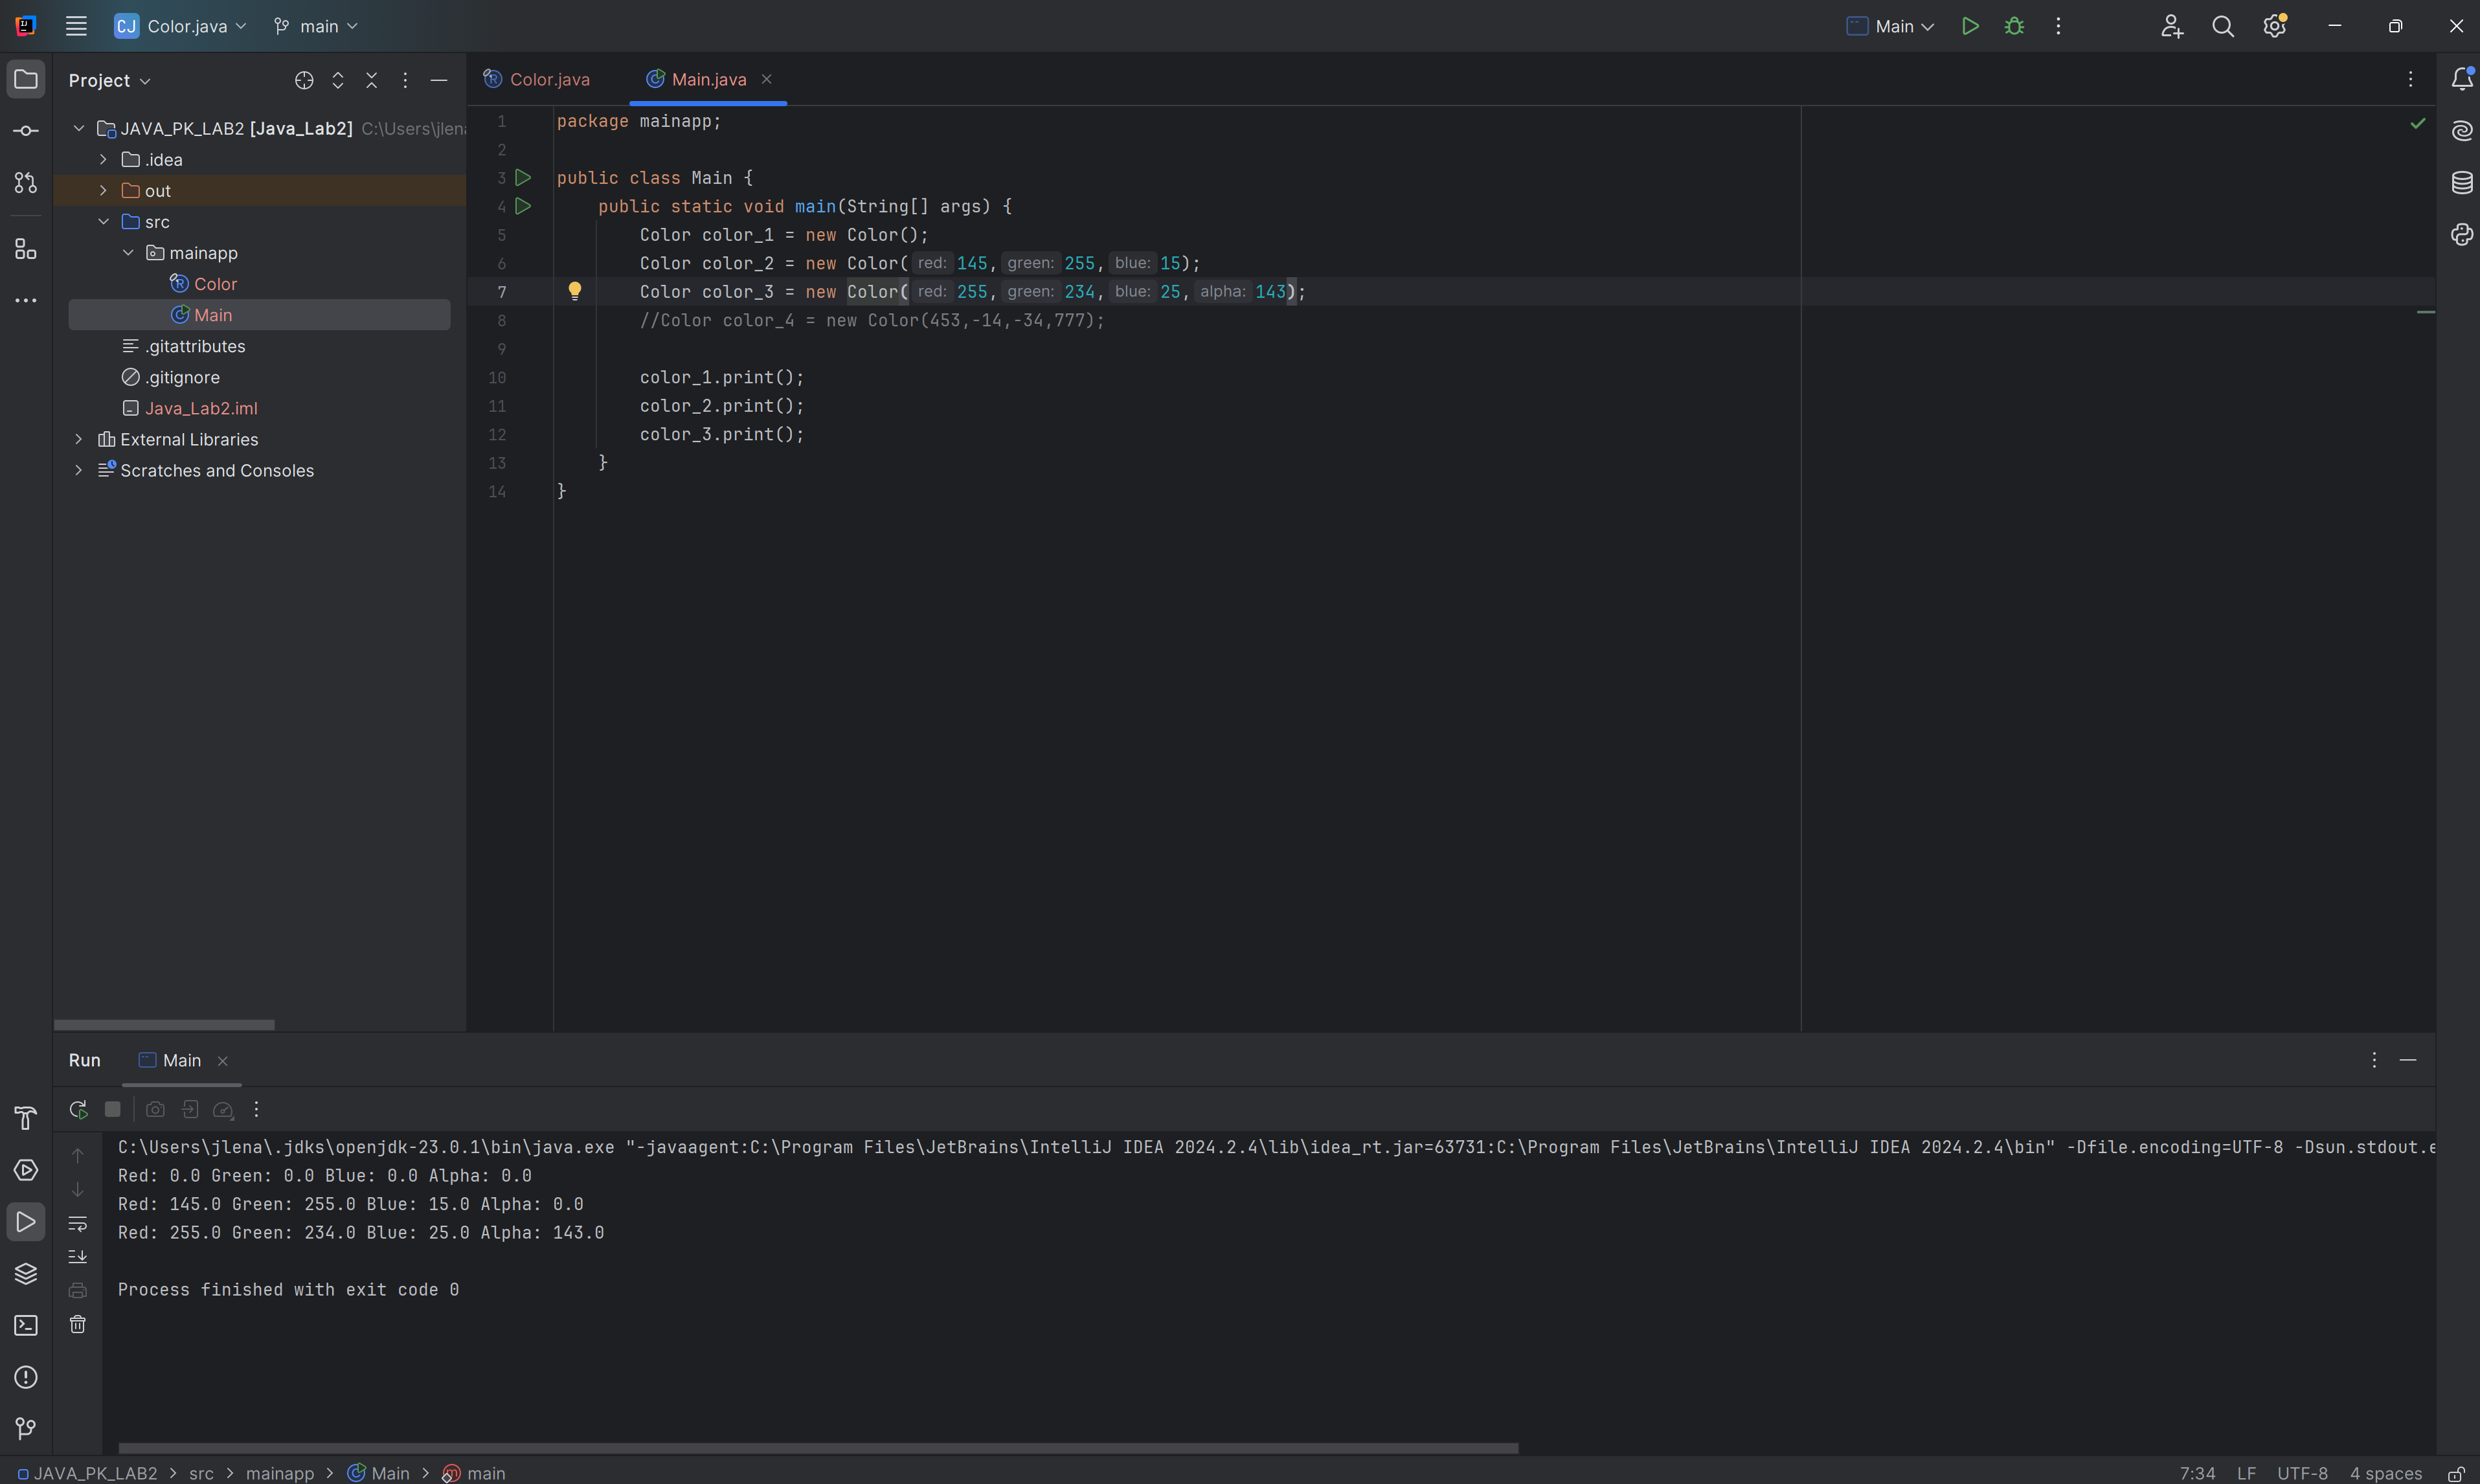 CJ Color.java main Main
Project
Color.java Main.java
JAVA_PK_LAB2 [Java_Lab2] C:\Users\jlena
.idea
out
src
mainapp
Color
Main
.gitattributes
.gitignore
Java_Lab2.iml
External Libraries
Scratches and Consoles
1 package mainapp;
2
3 public class Main {
4 public static void main(String[] args) {
5 Color color_1 = new Color();
6 Color color_2 = new Color( red: 145, green: 255, blue: 15);
7 Color color_3 = new Color( red: 255, green: 234, blue: 25, alpha: 143);
8 //Color color_4 = new Color(453,-14,-34,777);
9
10 color_1.print();
11 color_2.print();
12 color_3.print();
13 }
14 }
Run Main
C:\Users\jlena\.jdks\openjdk-23.0.1\bin\java.exe "-javaagent:C:\Program Files\JetBrains\IntelliJ IDEA 2024.2.4\lib\idea_rt.jar=63731:C:\Program Files\JetBrains\IntelliJ IDEA 2024.2.4\bin" -Dfile.encoding=UTF-8 -Dsun.stdout.e
Red: 0.0 Green: 0.0 Blue: 0.0 Alpha: 0.0
Red: 145.0 Green: 255.0 Blue: 15.0 Alpha: 0.0
Red: 255.0 Green: 234.0 Blue: 25.0 Alpha: 143.0
Process finished with exit code 0
JAVA_PK_LAB2 > src > mainapp > Main > main 7:34 LF UTF-8 4 spaces